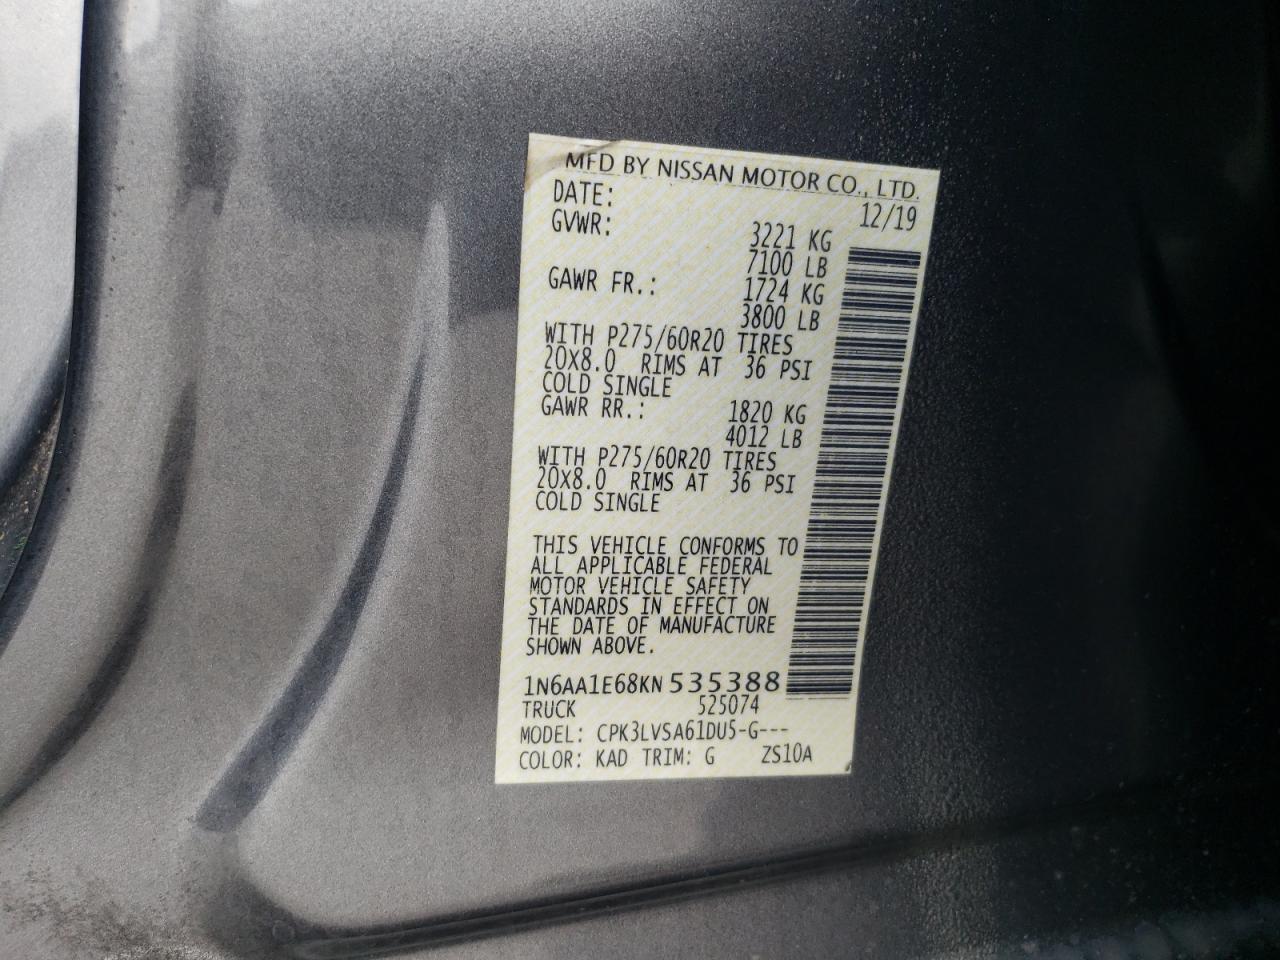 MFD BY NISSAN MOTOR CO., LTD.
DATE: 12/19
GVWR: 3221 KG
7100 LB
GAWR FR.: 1724 KG
3800 LB
WITH P275/60R20 TIRES
20X8.0 RIMS AT 36 PSI
COLD SINGLE
GAWR RR.: 1820 KG
4012 LB
WITH P275/60R20 TIRES
20X8.0 RIMS AT 36 PSI
COLD SINGLE
THIS VEHICLE CONFORMS TO
ALL APPLICABLE FEDERAL
MOTOR VEHICLE SAFETY
STANDARDS IN EFFECT ON
THE DATE OF MANUFACTURE
SHOWN ABOVE.
1N6AA1E68KN535388
TRUCK 525074
MODEL: CPK3LVSA61DU5-G---
COLOR: KAD TRIM: G ZS10A